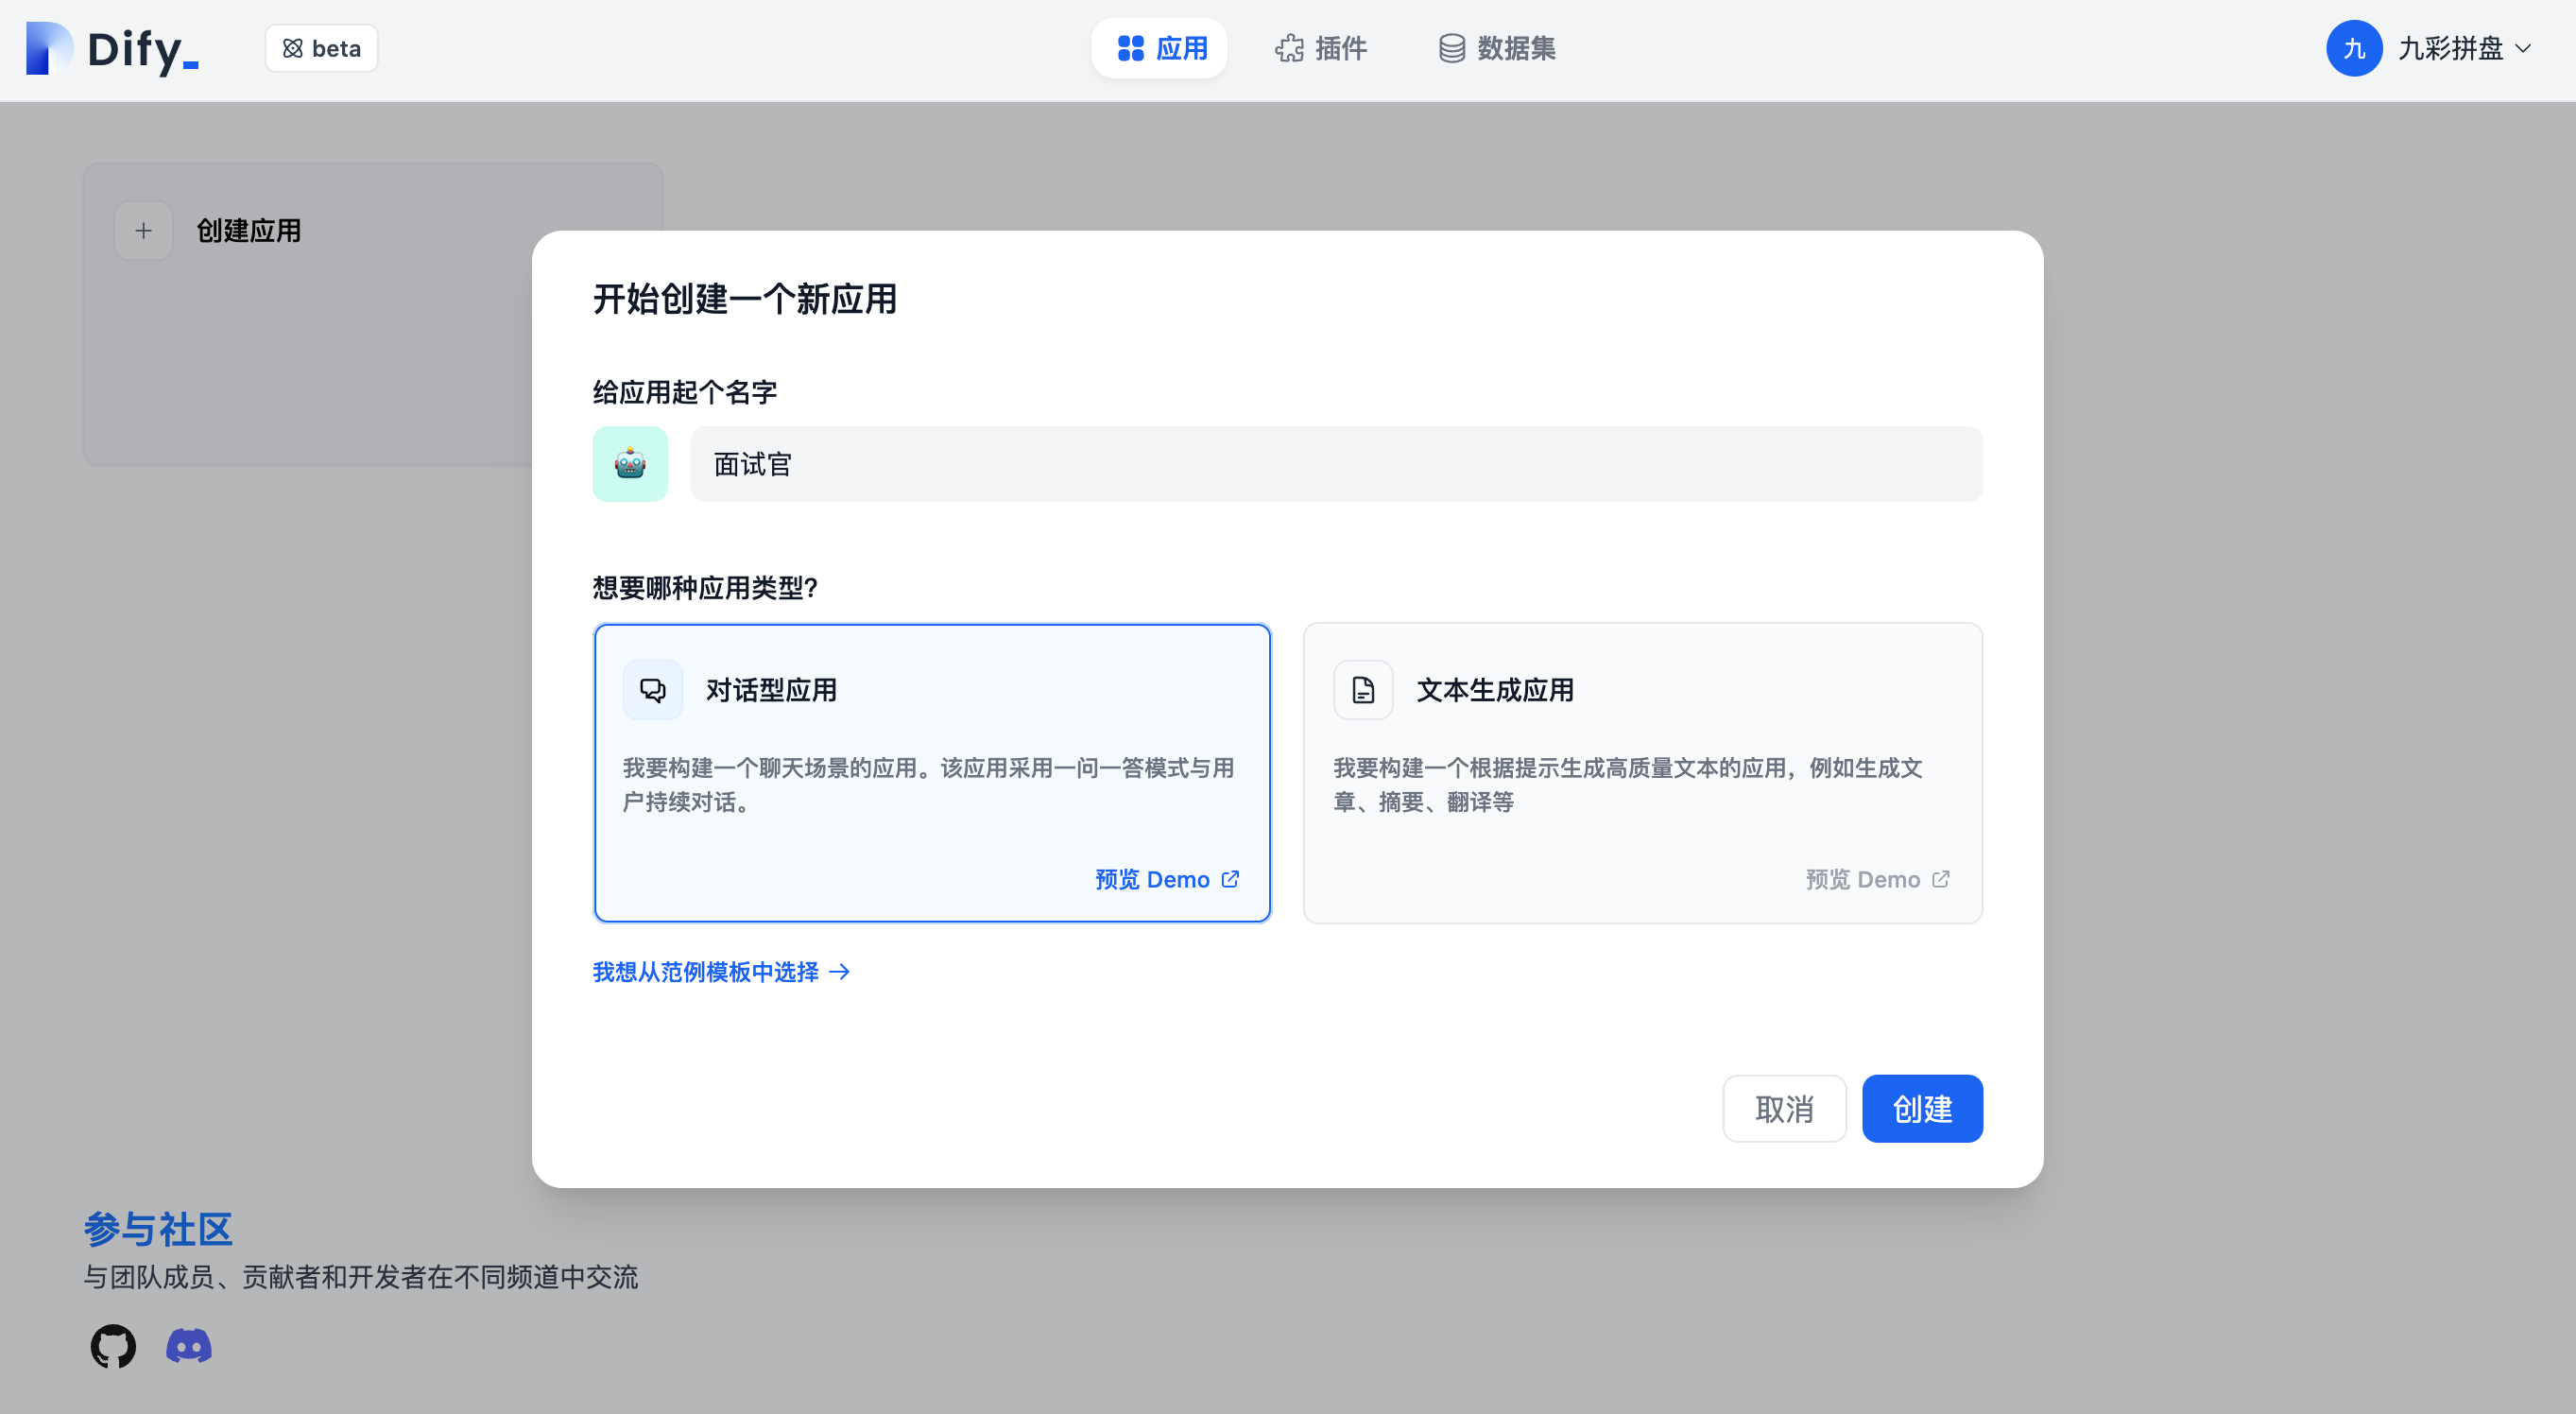 Dify_
beta
应用
插件
数据集
九
九彩拼盘
创建应用
开始创建一个新应用
给应用起个名字
面试官
想要哪种应用类型?
对话型应用
我要构建一个聊天场景的应用。该应用采用一问一答模式与用
户持续对话。
预览 Demo
文本生成应用
我要构建一个根据提示生成高质量文本的应用，例如生成文
章、摘要、翻译等
预览 Demo
我想从范例模板中选择
取消
创建
参与社区
与团队成员、贡献者和开发者在不同频道中交流